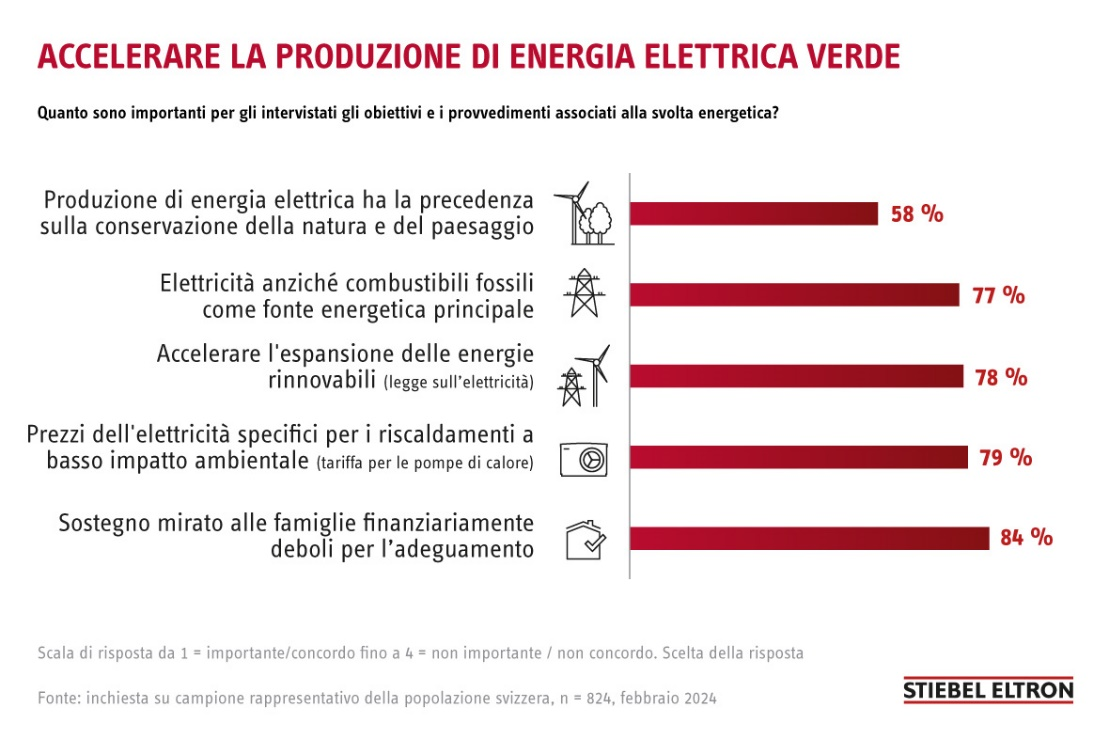 ACCELERARE LA PRODUZIONE DI ENERGIA ELETTRICA VERDE
Quanto sono importanti per gli intervistati gli obiettivi e i provvedimenti associati alla svolta energetica?
Produzione di energia elettrica ha la precedenza
sulla conservazione della natura e del paesaggio
58 %
Elettricità anziché combustibili fossili
come fonte energetica principale
77 %
Accelerare l'espansione delle energie
rinnovabili (legge sull'elettricità)
78 %
Prezzi dell'elettricità specifici per i riscaldamenti a
basso impatto ambientale (tariffa per le pompe di calore)
79 %
Sostegno mirato alle famiglie finanziariamente
deboli per l’adeguamento
84 %
Scala di risposta da 1 = importante/concordo fino a 4 = non importante / non concordo. Scelta della risposta
Fonte: inchiesta su campione rappresentativo della popolazione svizzera, n = 824, febbraio 2024
STIEBEL ELTRON